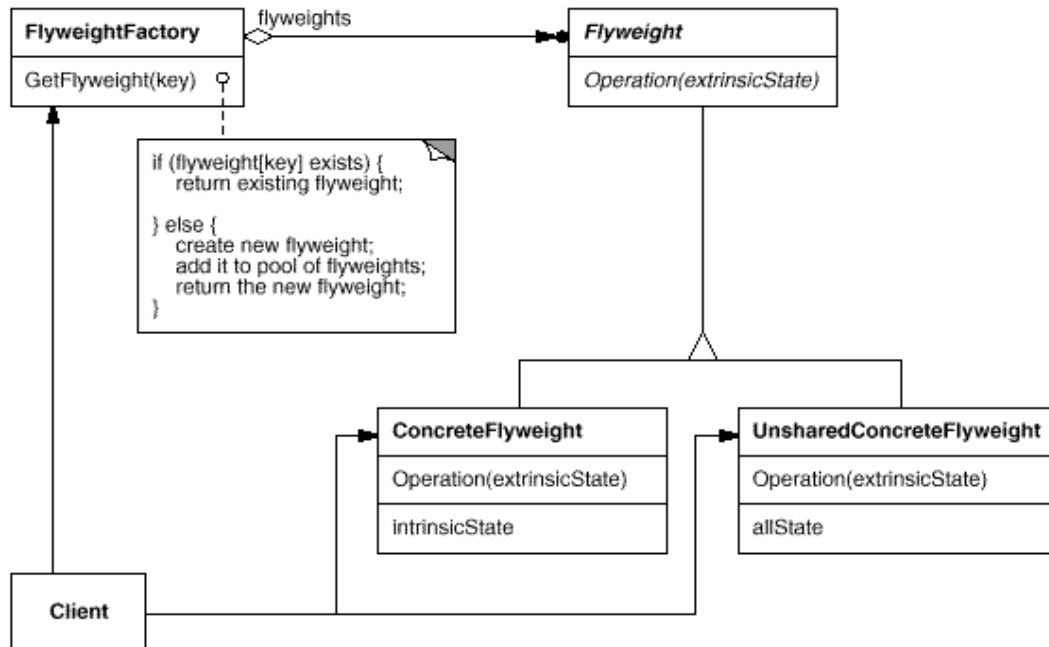 FlyweightFactory
GetFlyweight(key)
flyweights
Flyweight
Operation(extrinsicState)
if (flyweight[key] exists) {
return existing flyweight;
} else {
create new flyweight;
add it to pool of flyweights;
return the new flyweight;
}
ConcreteFlyweight
Operation(extrinsicState)
intrinsicState
UnsharedConcreteFlyweight
Operation(extrinsicState)
allState
Client